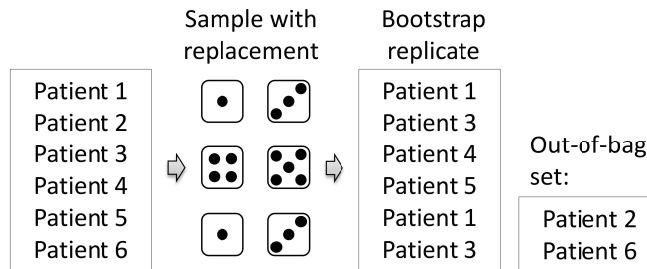 Sample with
replacement
Bootstrap
replicate
Patient 1
Patient 2
Patient 3
Patient 4
Patient 5
Patient 6
Patient 1
Patient 3
Patient 4
Patient 5
Patient 1
Patient 3
Out-of-bag
set:
Patient 2
Patient 6